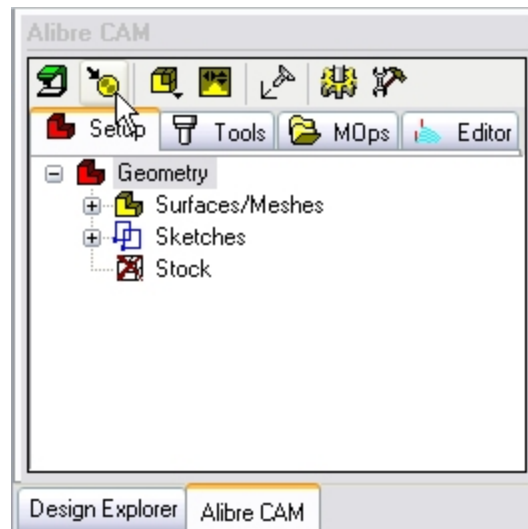 Alibre CAM
Setup Tools MOps Editor
Geometry
Surfaces/Meshes
Sketches
Stock
Design Explorer Alibre CAM